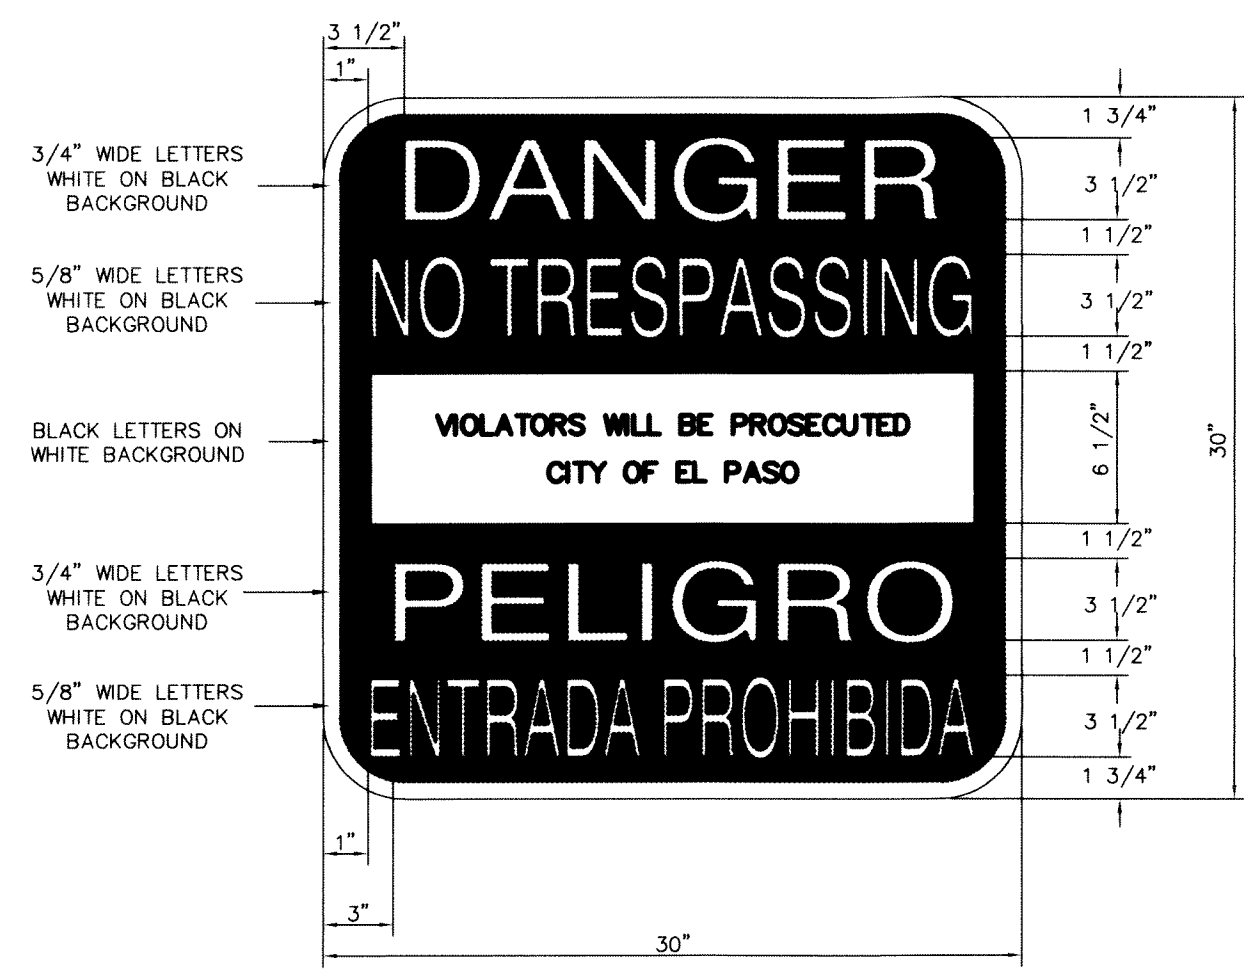 3 1/2"
1"
3/4" WIDE LETTERS
WHITE ON BLACK
BACKGROUND
5/8" WIDE LETTERS
WHITE ON BLACK
BACKGROUND
BLACK LETTERS ON
WHITE BACKGROUND
3/4" WIDE LETTERS
WHITE ON BLACK
BACKGROUND
5/8" WIDE LETTERS
WHITE ON BLACK
BACKGROUND
DANGER
NO TRESPASSING
VIOLATORS WILL BE PROSECUTED
CITY OF EL PASO
PELIGRO
ENTRADA PROHIBIDA
1 3/4"
3 1/2"
1 1/2"
3 1/2"
1 1/2"
6 1/2"
1 1/2"
3 1/2"
1 1/2"
3 1/2"
1 3/4"
30"
1"
3"
30"